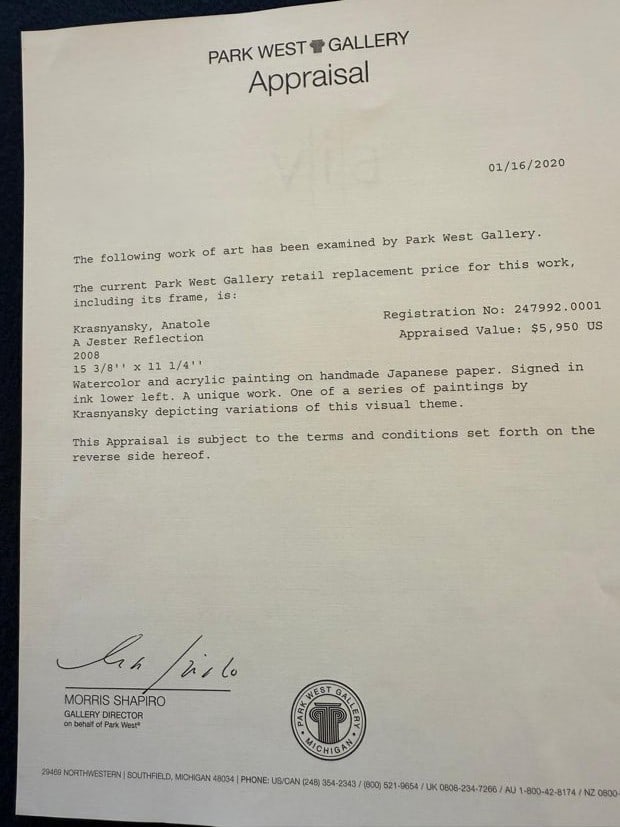 PARK WEST GALLERY
Appraisal
01/16/2020
The following work of art has been examined by Park West Gallery.
The current Park West Gallery retail replacement price for this work,
including its frame, is:
Registration No: 247992.0001
Krasnyansky, Anatole
Appraised Value: $5,950 US
A Jester Reflection
2008
15 3/8'' x 11 1/4''
Watercolor and acrylic painting on handmade Japanese paper. Signed in
ink lower left. A unique work. One of a series of paintings by
Krasnyansky depicting variations of this visual theme.
This Appraisal is subject to the terms and conditions set forth on the
reverse side hereof.
MORRIS SHAPIRO
GALLERY DIRECTOR
on behalf of Park West®
PARK WEST GALLERY
• MICHIGAN •
29469 NORTHWESTERN | SOUTHFIELD, MICHIGAN 48034 | PHONE: US/CAN (248) 354-2343 / (800) 521-9654 / UK 0808-234-7266 / AU 1-800-42-8174 / NZ 0800-